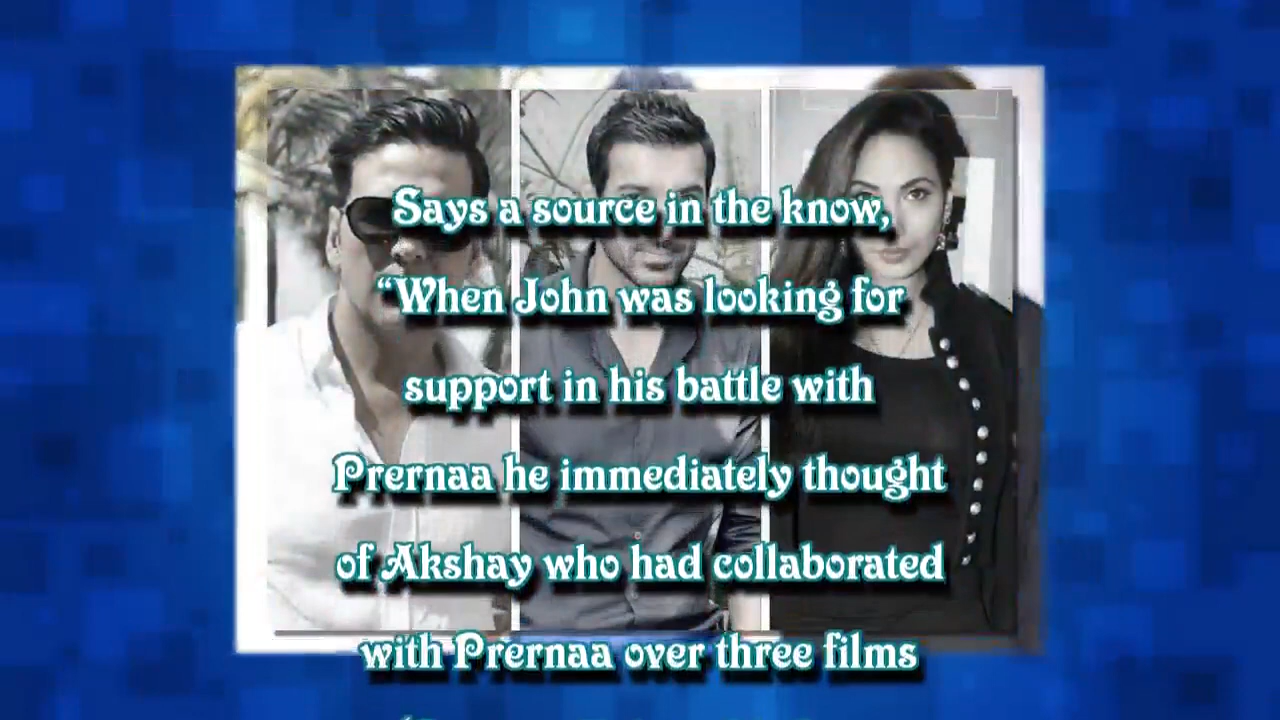 Says a source in the know,
“When John was looking for
support in his battle with
Prernaa he immediately thought
of Akshay who had collaborated
with Prernaa over three films